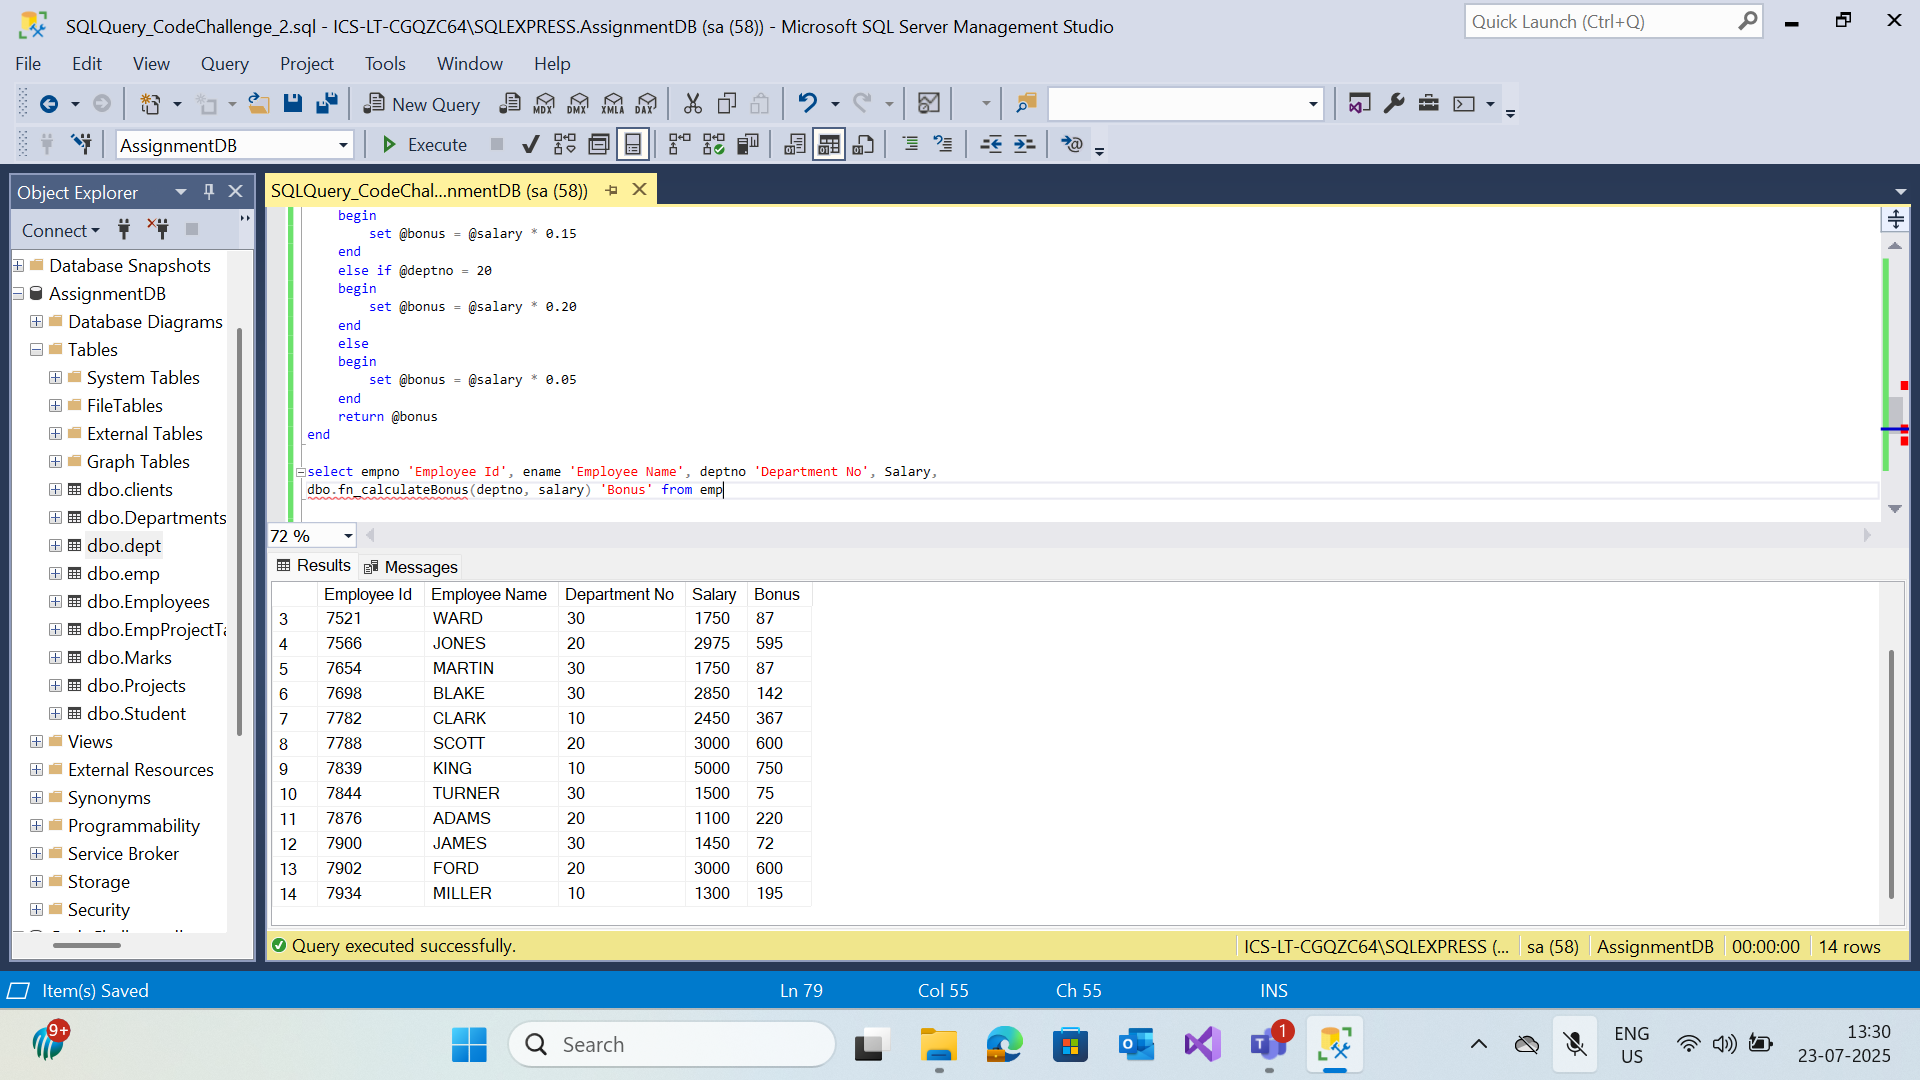 SQLQuery_CodeChallenge_2.sql - ICS-LT-CGQZC64\SQLEXPRESS.AssignmentDB (sa (58)) - Microsoft SQL Server Management Studio
Quick Launch (Ctrl+Q)
File Edit View Query Project Tools Window Help
New Query MDX DMX XMLA DAX
AssignmentDB Execute
Object Explorer
Connect
Database Snapshots
AssignmentDB
Database Diagrams
Tables
System Tables
FileTables
External Tables
Graph Tables
dbo.clients
dbo.Departments
dbo.dept
dbo.emp
dbo.Employees
dbo.EmpProjectTa
dbo.Marks
dbo.Projects
dbo.Student
Views
External Resources
Synonyms
Programmability
Service Broker
Storage
Security
SQLQuery_CodeChal...nmentDB (sa (58))
begin
set @bonus = @salary * 0.15
end
else if @deptno = 20
begin
set @bonus = @salary * 0.20
end
else
begin
set @bonus = @salary * 0.05
end
return @bonus
end
select empno 'Employee Id', ename 'Employee Name', deptno 'Department No', Salary,
dbo.fn_calculateBonus(deptno, salary) 'Bonus' from emp
72 %
Results Messages
Employee Id Employee Name Department No Salary Bonus
3 7521 WARD 30 1750 87
4 7566 JONES 20 2975 595
5 7654 MARTIN 30 1750 87
6 7698 BLAKE 30 2850 142
7 7782 CLARK 10 2450 367
8 7788 SCOTT 20 3000 600
9 7839 KING 10 5000 750
10 7844 TURNER 30 1500 75
11 7876 ADAMS 20 1100 220
12 7900 JAMES 30 1450 72
13 7902 FORD 20 3000 600
14 7934 MILLER 10 1300 195
Query executed successfully. ICS-LT-CGQZC64\SQLEXPRESS (... sa (58) AssignmentDB 00:00:00 14 rows
Item(s) Saved Ln 79 Col 55 Ch 55 INS
9+
Search
1
ENG
US
13:30
23-07-2025